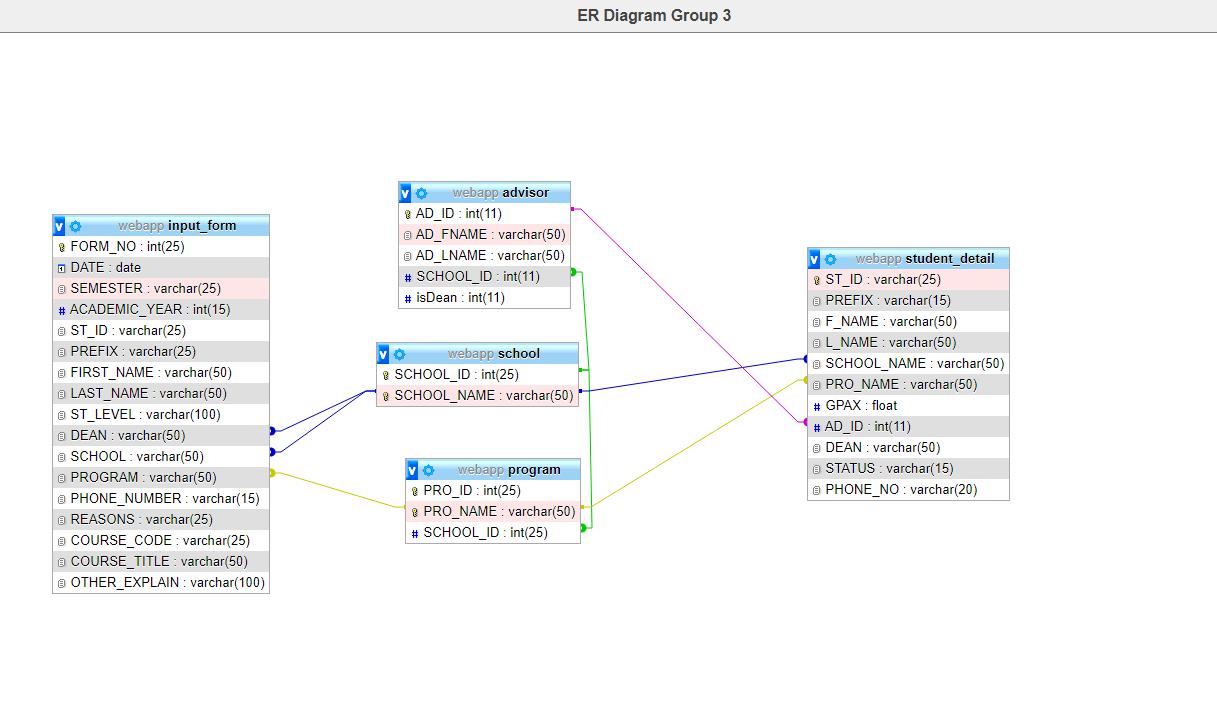 ER Diagram Group 3
webapp input_form
FORM_NO : int(25)
DATE : date
SEMESTER : varchar(25)
ACADEMIC_YEAR : int(15)
ST_ID : varchar(25)
PREFIX : varchar(25)
FIRST_NAME : varchar(50)
LAST_NAME : varchar(50)
ST_LEVEL : varchar(100)
DEAN : varchar(50)
SCHOOL : varchar(50)
PROGRAM : varchar(50)
PHONE_NUMBER : varchar(15)
REASONS : varchar(25)
COURSE_CODE : varchar(25)
COURSE_TITLE : varchar(50)
OTHER_EXPLAIN : varchar(100)
webapp advisor
AD_ID : int(11)
AD_FNAME : varchar(50)
AD_LNAME : varchar(50)
SCHOOL_ID : int(11)
isDean : int(11)
webapp school
SCHOOL_ID : int(25)
SCHOOL_NAME : varchar(50)
webapp program
PRO_ID : int(25)
PRO_NAME : varchar(50)
SCHOOL_ID : int(25)
webapp student_detail
ST_ID : varchar(25)
PREFIX : varchar(15)
F_NAME : varchar(50)
L_NAME : varchar(50)
SCHOOL_NAME : varchar(50)
PRO_NAME : varchar(50)
GPAX : float
AD_ID : int(11)
DEAN : varchar(50)
STATUS : varchar(15)
PHONE_NO : varchar(20)